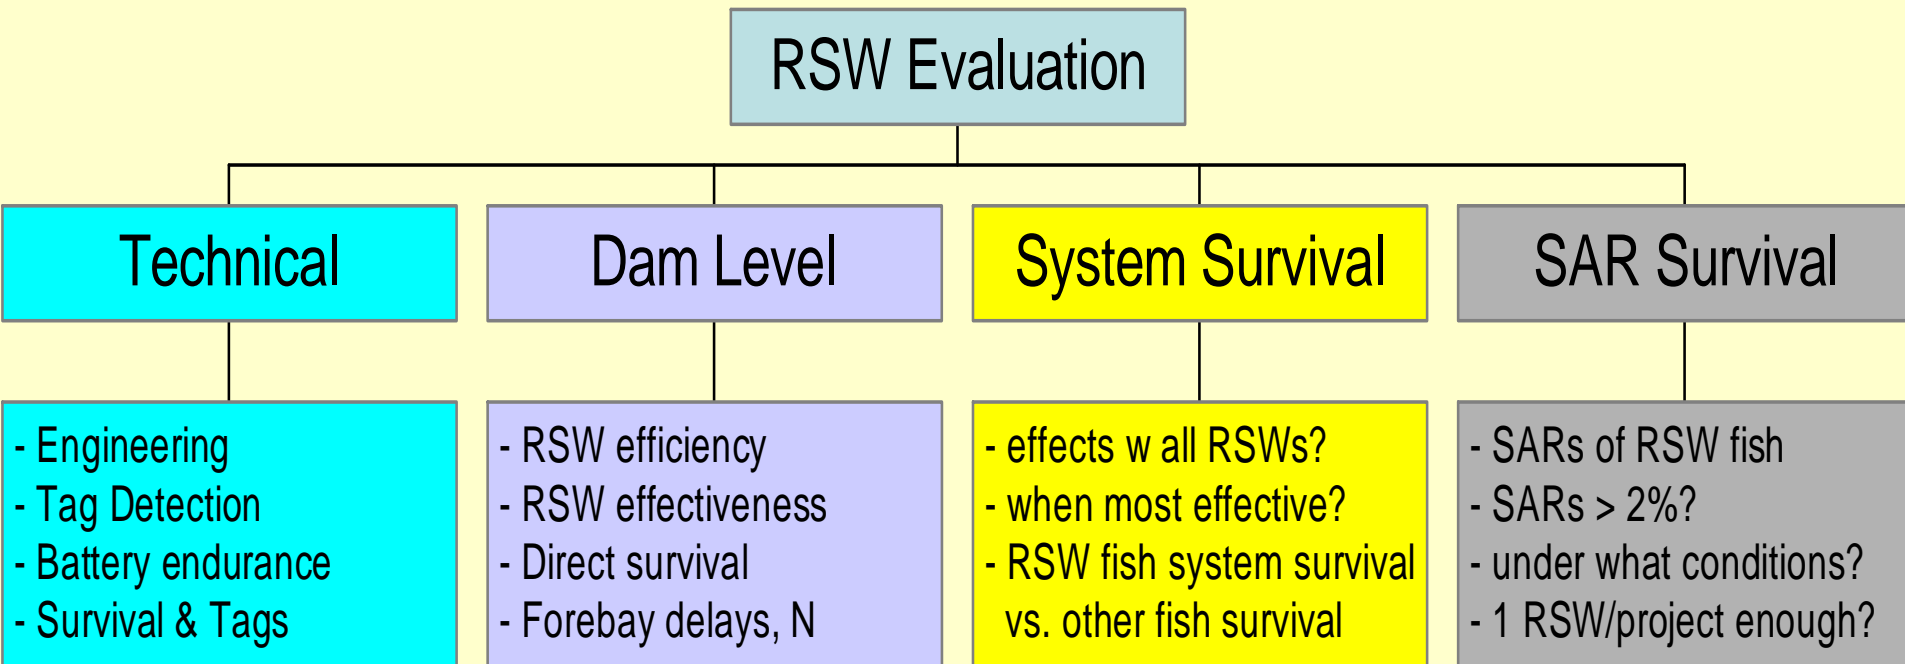 RSW Evaluation
Technical
Dam Level
System Survival
SAR Survival
- Engineering
- Tag Detection
- Battery endurance
- Survival & Tags
- RSW efficiency
- RSW effectiveness
- Direct survival
- Forebay delays, N
- effects w all RSWs?
- when most effective?
- RSW fish system survival
vs. other fish survival
- SARs of RSW fish
- SARs > 2%?
- under what conditions?
- 1 RSW/project enough?